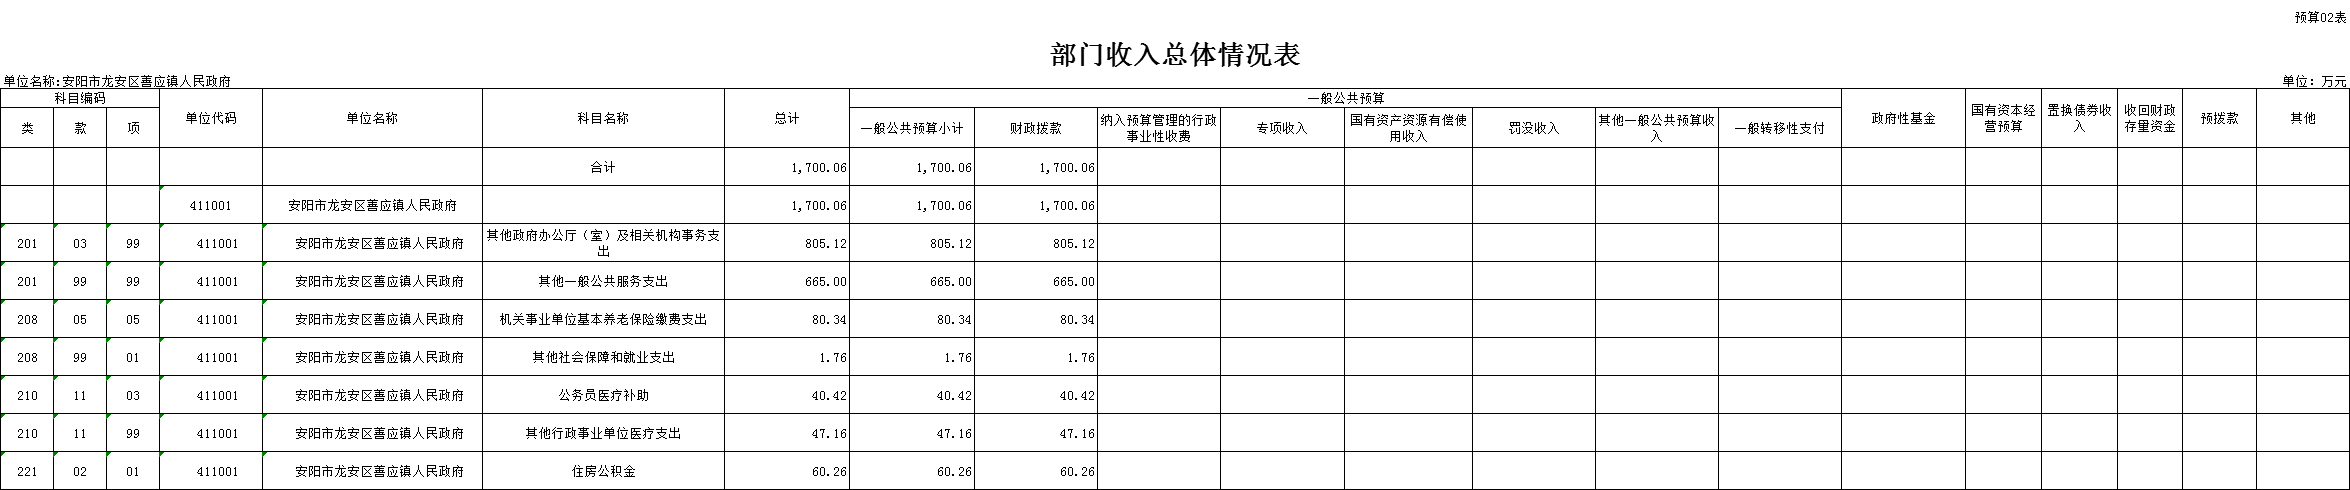 预算02表
部门收入总体情况表
单位名称:安阳市龙安区善应镇人民政府 单位：万元
科目编码 单位代码 单位名称 科目名称 总计 一般公共预算 政府性基金 国有资本经营预算 置换债券收入 收回财政存量资金 预拨款 其他
类 款 项 一般公共预算小计 财政拨款 纳入预算管理的行政事业性收费 专项收入 国有资产资源有偿使用收入 罚没收入 其他一般公共预算收入 一般转移性支付
合计 1,700.06 1,700.06 1,700.06
411001 安阳市龙安区善应镇人民政府 1,700.06 1,700.06 1,700.06
201 03 99 411001 安阳市龙安区善应镇人民政府 其他政府办公厅（室）及相关机构事务支出 805.12 805.12 805.12
201 99 99 411001 安阳市龙安区善应镇人民政府 其他一般公共服务支出 665.00 665.00 665.00
208 05 05 411001 安阳市龙安区善应镇人民政府 机关事业单位基本养老保险缴费支出 80.34 80.34 80.34
208 99 01 411001 安阳市龙安区善应镇人民政府 其他社会保障和就业支出 1.76 1.76 1.76
210 11 03 411001 安阳市龙安区善应镇人民政府 公务员医疗补助 40.42 40.42 40.42
210 11 99 411001 安阳市龙安区善应镇人民政府 其他行政事业单位医疗支出 47.16 47.16 47.16
221 02 01 411001 安阳市龙安区善应镇人民政府 住房公积金 60.26 60.26 60.26